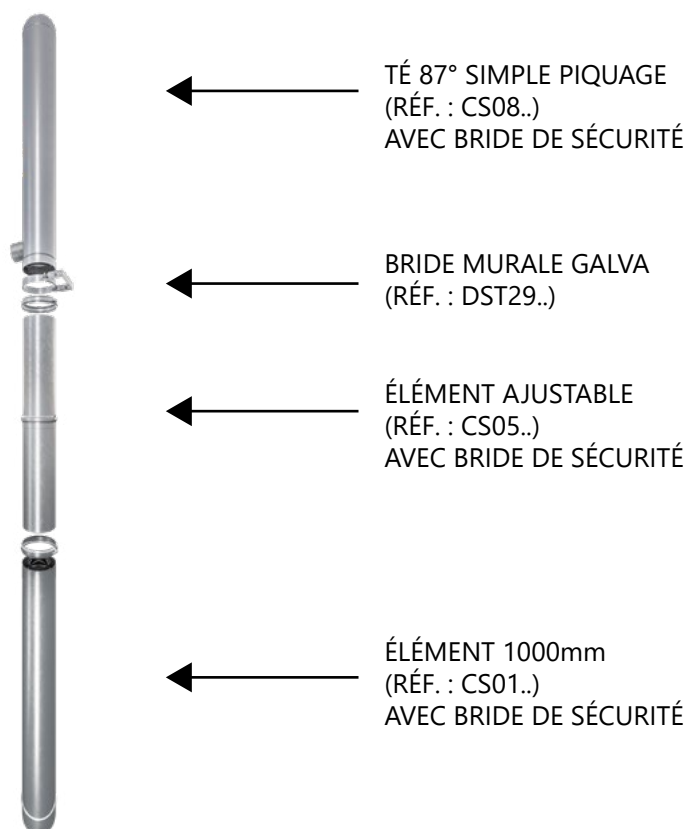 TÉ 87° SIMPLE PIQUAGE
(RÉF. : CS08..)
AVEC BRIDE DE SÉCURITÉ
BRIDE MURALE GALVA
(RÉF. : DST29..)
ÉLÉMENT AJUSTABLE
(RÉF. : CS05..)
AVEC BRIDE DE SÉCURITÉ
ÉLÉMENT 1000mm
(RÉF. : CS01..)
AVEC BRIDE DE SÉCURITÉ